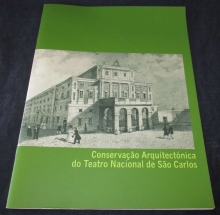 Conservação Arquitectónica
do Teatro Nacional de São Carlos